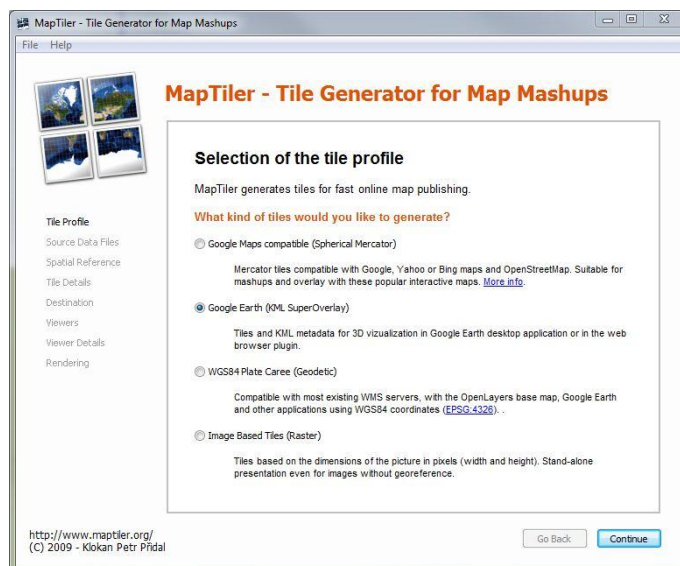 MapTiler - Tile Generator for Map Mashups
File Help
MapTiler - Tile Generator for Map Mashups
Selection of the tile profile
MapTiler generates tiles for fast online map publishing.
What kind of tiles would you like to generate?
Google Maps compatible (Spherical Mercator)
Mercator tiles compatible with Google, Yahoo or Bing maps and OpenStreetMap. Suitable for
mashups and overlay with these popular interactive maps. More info.
Google Earth (KML SuperOverlay)
Tiles and KML metadata for 3D vizualization in Google Earth desktop application or in the web
browser plugin.
WGS84 Plate Caree (Geodetic)
Compatible with most existing WMS servers, with the OpenLayers base map, Google Earth
and other applications using WGS84 coordinates (EPSG:4326). .
Image Based Tiles (Raster)
Tiles based on the dimensions of the picture in pixels (width and height). Stand-alone
presentation even for images without georeference.
Tile Profile
Source Data Files
Spatial Reference
Tile Details
Destination
Viewers
Viewer Details
Rendering
http://www.maptiler.org/
(C) 2009 - Klokan Petr Přidal
Go Back
Continue